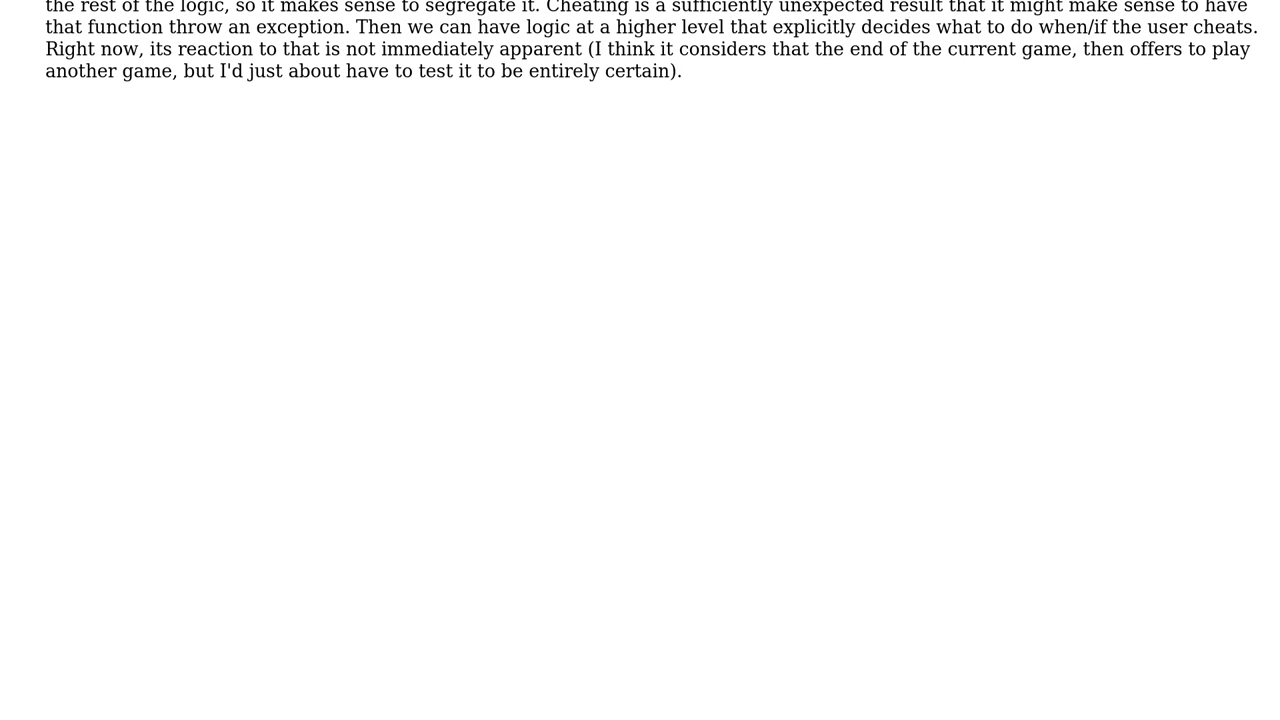 the rest of the logic, so it makes sense to segregate it. Cheating is a sufficiently unexpected result that it might make sense to have
that function throw an exception. Then we can have logic at a higher level that explicitly decides what to do when/if the user cheats.
Right now, its reaction to that is not immediately apparent (I think it considers that the end of the current game, then offers to play
another game, but I'd just about have to test it to be entirely certain).